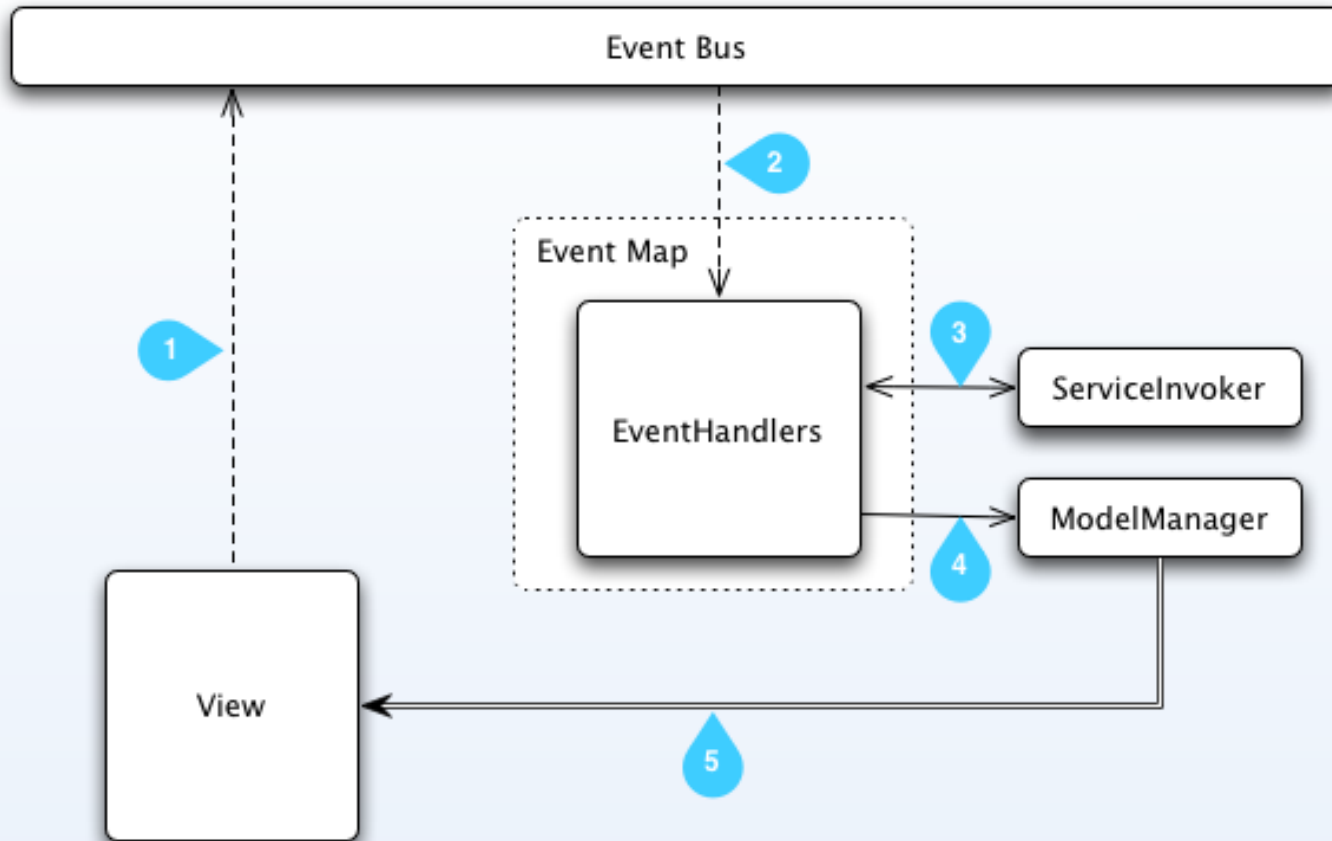 Event Bus
2
Event Map
1
3
ServiceInvoker
EventHandlers
ModelManager
4
View
5